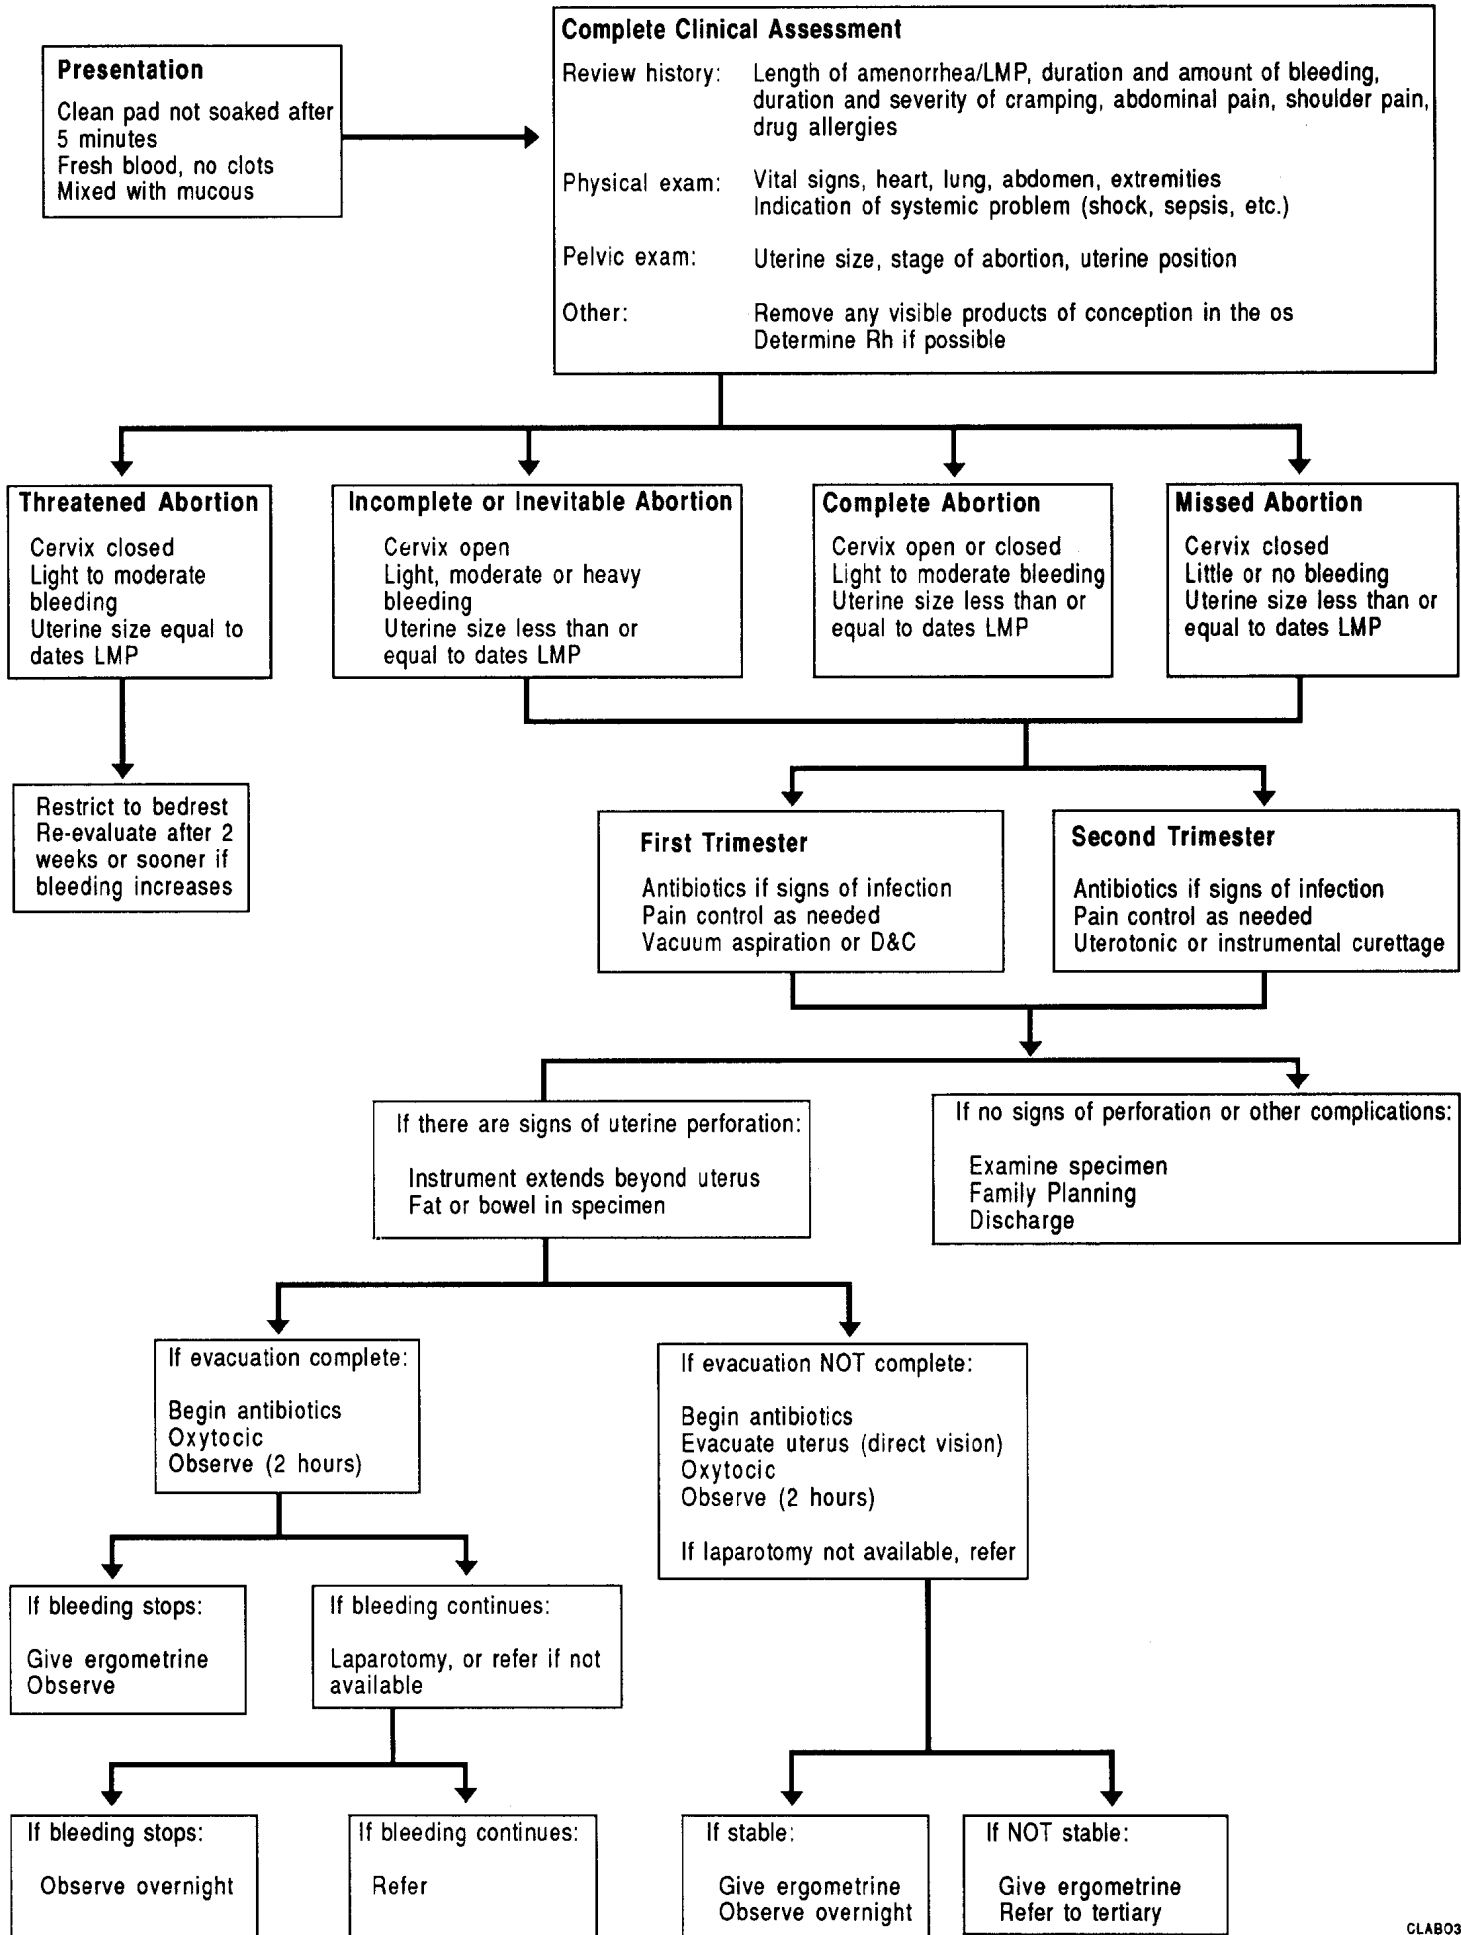 Presentation
Clean pad not soaked after
5 minutes
Fresh blood, no clots
Mixed with mucous
Complete Clinical Assessment
Review history: Length of amenorrhea/LMP, duration and amount of bleeding,
duration and severity of cramping, abdominal pain, shoulder pain,
drug allergies
Physical exam: Vital signs, heart, lung, abdomen, extremities
Indication of systemic problem (shock, sepsis, etc.)
Pelvic exam: Uterine size, stage of abortion, uterine position
Other: Remove any visible products of conception in the os
Determine Rh if possible
Threatened Abortion
Cervix closed
Light to moderate
bleeding
Uterine size equal to
dates LMP
Incomplete or Inevitable Abortion
Cervix open
Light, moderate or heavy
bleeding
Uterine size less than or
equal to dates LMP
Complete Abortion
Cervix open or closed
Light to moderate bleeding
Uterine size less than or
equal to dates LMP
Missed Abortion
Cervix closed
Little or no bleeding
Uterine size less than or
equal to dates LMP
Restrict to bedrest
Re-evaluate after 2
weeks or sooner if
bleeding increases
First Trimester
Antibiotics if signs of infection
Pain control as needed
Vacuum aspiration or D&C
Second Trimester
Antibiotics if signs of infection
Pain control as needed
Uterotonic or instrumental curettage
If there are signs of uterine perforation:
Instrument extends beyond uterus
Fat or bowel in specimen
If no signs of perforation or other complications:
Examine specimen
Family Planning
Discharge
If evacuation complete:
Begin antibiotics
Oxytocic
Observe (2 hours)
If evacuation NOT complete:
Begin antibiotics
Evacuate uterus (direct vision)
Oxytocic
Observe (2 hours)
If laparotomy not available, refer
If bleeding stops:
Give ergometrine
Observe
If bleeding continues:
Laparotomy, or refer if not
available
If bleeding stops:
Observe overnight
If bleeding continues:
Refer
If stable:
Give ergometrine
Observe overnight
If NOT stable:
Give ergometrine
Refer to tertiary
CLAB03